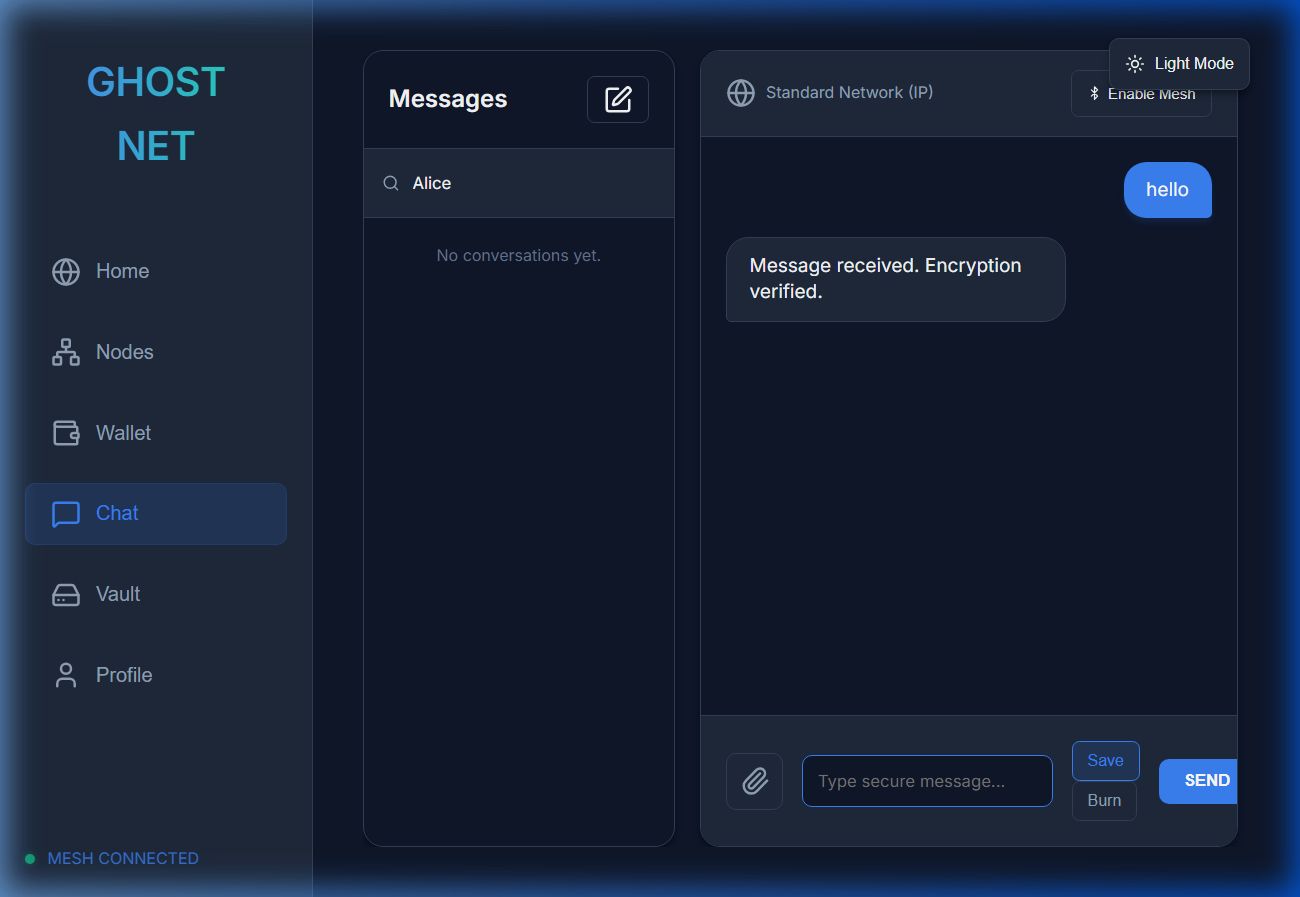 GHOST
NET
Home
Nodes
Wallet
Chat
Vault
Profile
MESH CONNECTED
Messages
Alice
No conversations yet.
Standard Network (IP)
Light Mode
Enable Mesh
hello
Message received. Encryption
verified.
Type secure message...
Save
Burn
SEND